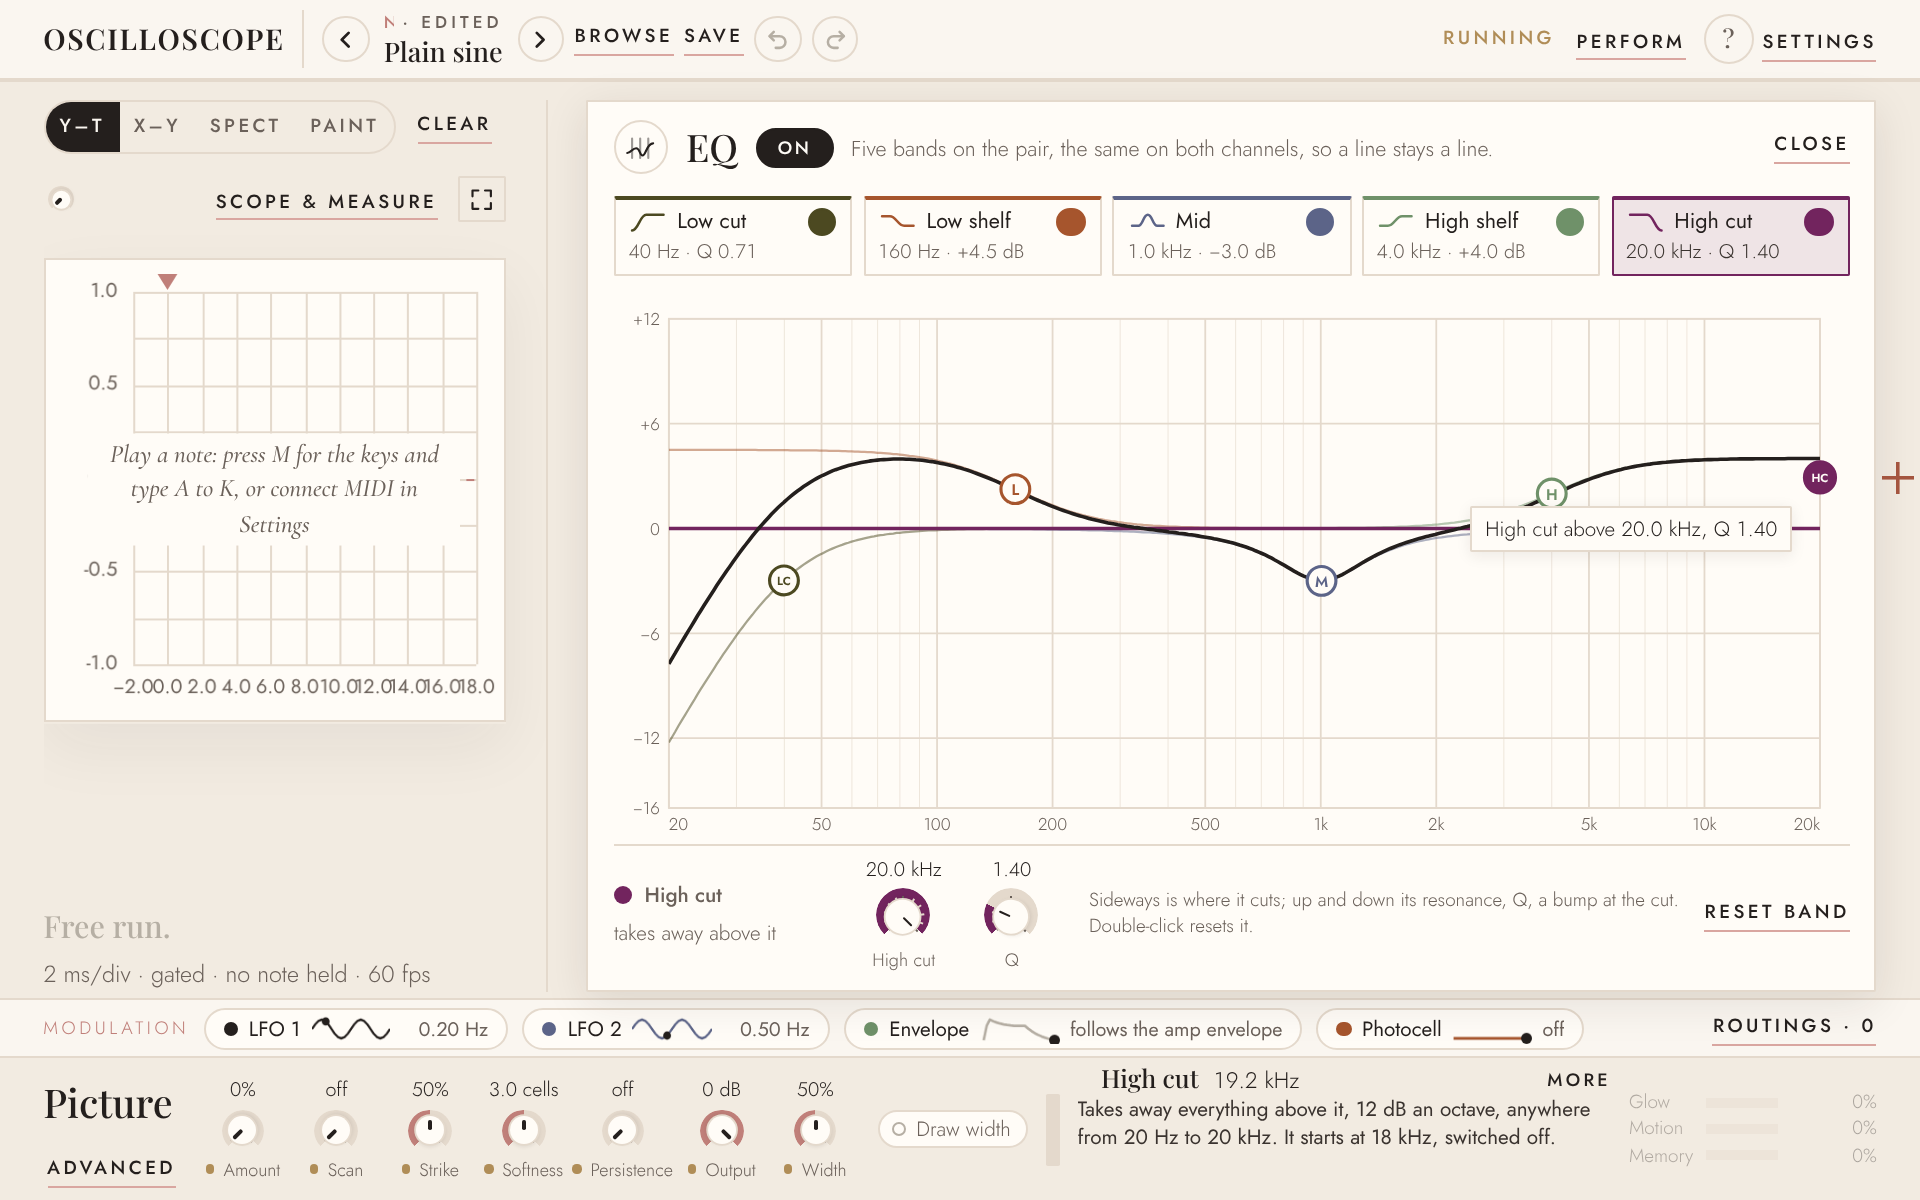 OSCILLOSCOPE
N · EDITED
Plain sine
BROWSE SAVE
RUNNING PERFORM ? SETTINGS
Y–T X–Y SPECT PAINT CLEAR
SCOPE & MEASURE
1.0
0.5
Play a note: press M for the keys and
type A to K, or connect MIDI in
Settings
-0.5
-1.0
−2.0 0.0 2.0 4.0 6.0 8.0 10.0 12.0 14.0 16.0 18.0
Free run.
2 ms/div · gated · no note held · 60 fps
EQ ON Five bands on the pair, the same on both channels, so a line stays a line. CLOSE
Low cut
40 Hz · Q 0.71
Low shelf
160 Hz · +4.5 dB
Mid
1.0 kHz · −3.0 dB
High shelf
4.0 kHz · +4.0 dB
High cut
20.0 kHz · Q 1.40
+12
+6
0
−6
−12
−16
LC
L
M
H
HC
High cut above 20.0 kHz, Q 1.40
20 50 100 200 500 1k 2k 5k 10k 20k
High cut
takes away above it
20.0 kHz
High cut
1.40
Q
Sideways is where it cuts; up and down its resonance, Q, a bump at the cut.
Double-click resets it.
RESET BAND
MODULATION LFO 1 0.20 Hz LFO 2 0.50 Hz Envelope follows the amp envelope Photocell off ROUTINGS · 0
Picture
ADVANCED
0% off 50% 3.0 cells off 0 dB 50%
Amount Scan Strike Softness Persistence Output Width
Draw width
High cut 19.2 kHz MORE
Takes away everything above it, 12 dB an octave, anywhere
from 20 Hz to 20 kHz. It starts at 18 kHz, switched off.
Glow 0%
Motion 0%
Memory 0%